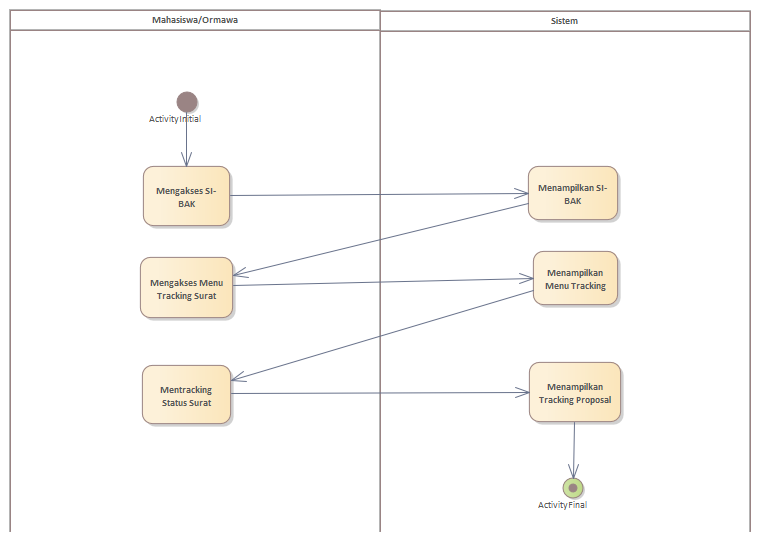 Mahasiswa/Ormawa
Sistem
ActivityInitial
Mengakses SI-
BAK
Menampilkan SI-
BAK
Mengakses Menu
Tracking Surat
Menampilkan
Menu Tracking
Mentracking
Status Surat
Menampilkan
Tracking Proposal
ActivityFinal